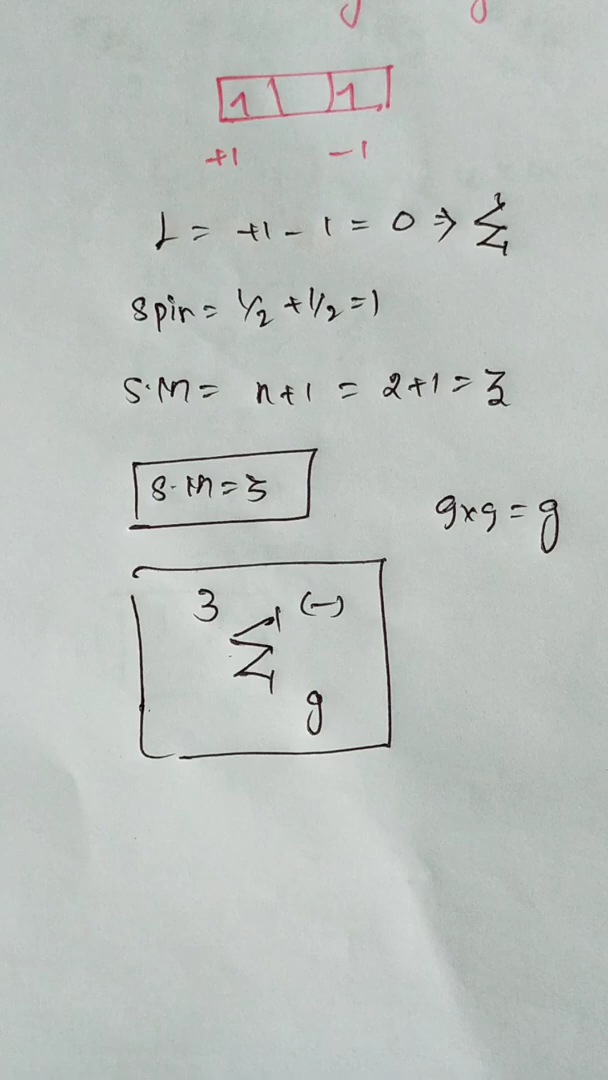 1 1
+1 -1
L = +1 - 1 = 0 ⇒ Σ
Spin = 1/2 + 1/2 = 1
S.M = n+1 = 2+1 = 3
S.M = 3
g×g = g
3 Σ (-)
g